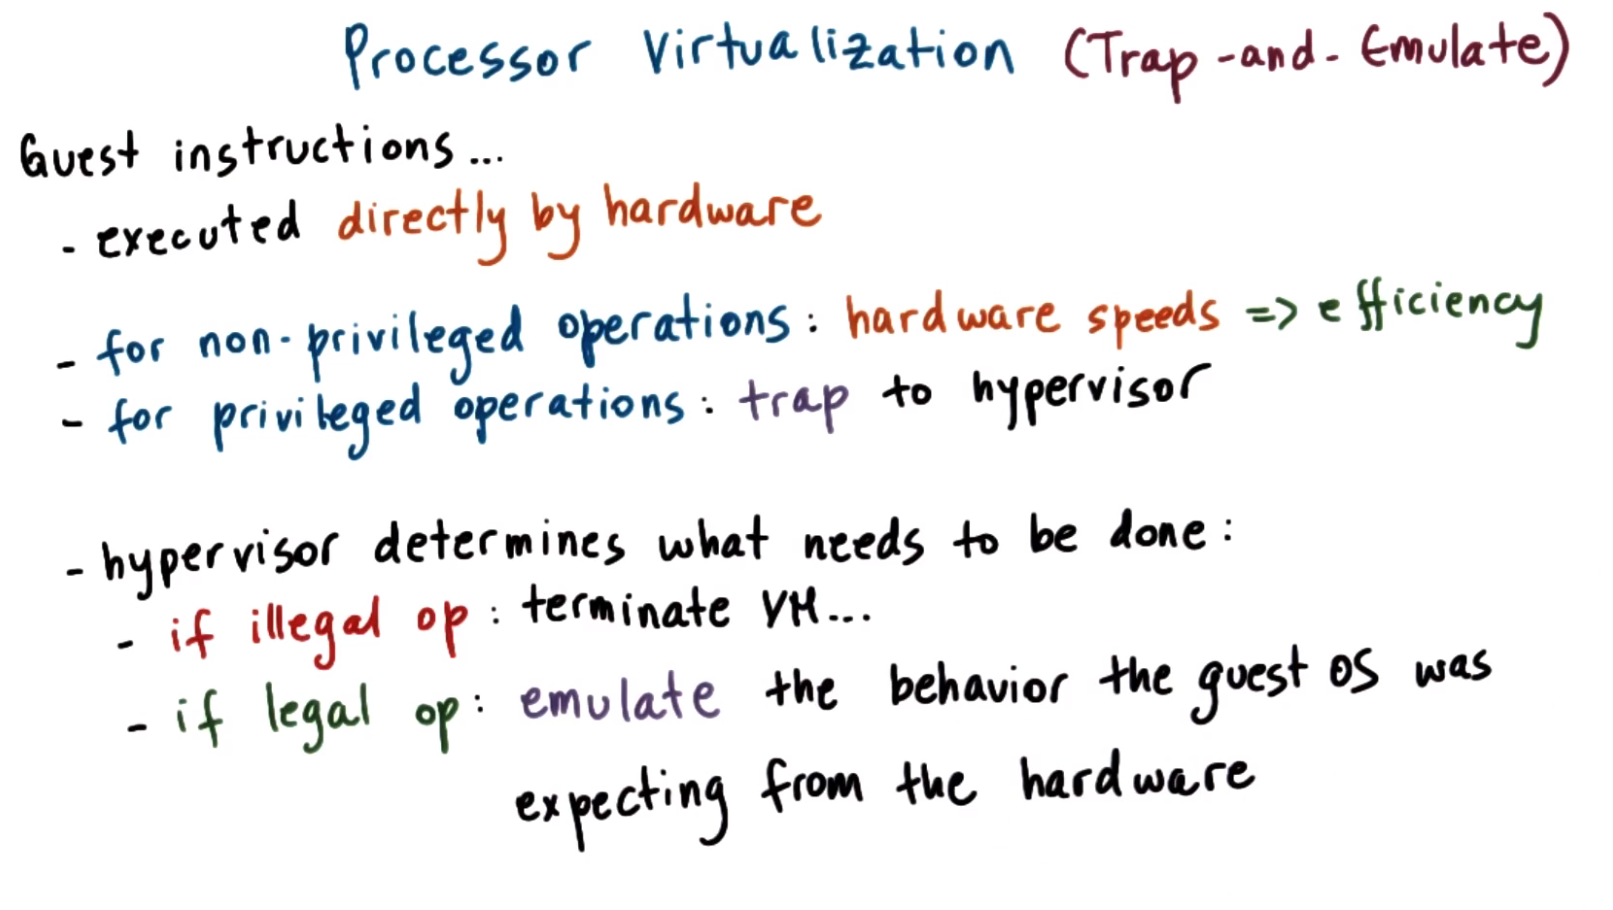 Processor Virtualization (Trap-and-Emulate)
Guest instructions...
- executed directly by hardware
- for non-privileged operations: hardware speeds => efficiency
- for privileged operations: trap to hypervisor
- hypervisor determines what needs to be done:
- if illegal op: terminate VM...
- if legal op: emulate the behavior the guest OS was
expecting from the hardware